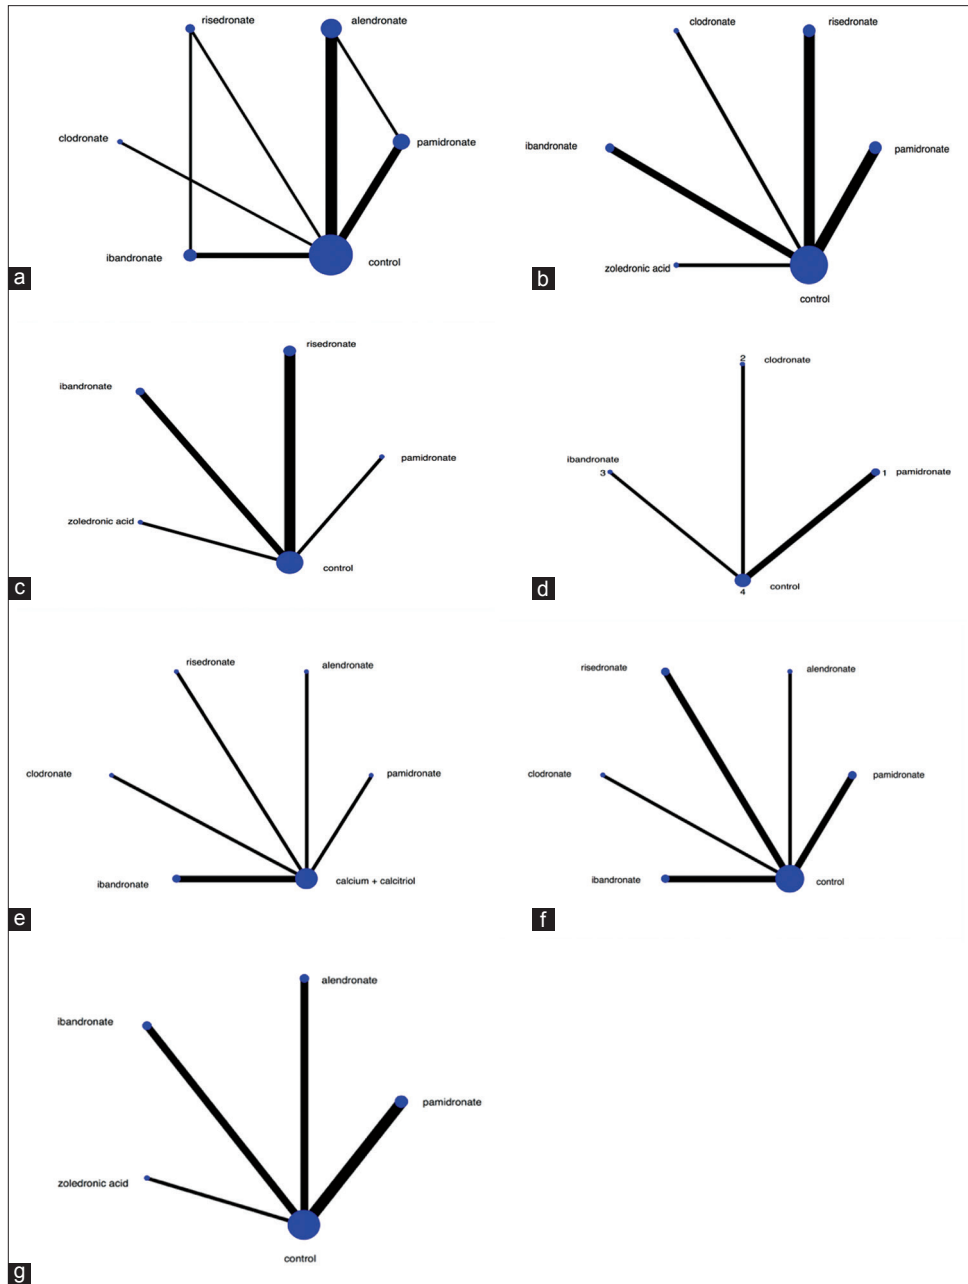 risedronate
alendronate
clodronate
pamidronate
ibandronate
control
a
clodronate
risedronate
ibandronate
pamidronate
zoledronic acid
control
b
risedronate
ibandronate
pamidronate
zoledronic acid
control
c
2
clodronate
ibandronate
3
1 pamidronate
control
4
d
risedronate
alendronate
clodronate
pamidronate
ibandronate
calcium + calcitriol
e
risedronate
alendronate
clodronate
pamidronate
ibandronate
control
f
alendronate
ibandronate
pamidronate
zoledronic acid
control
g